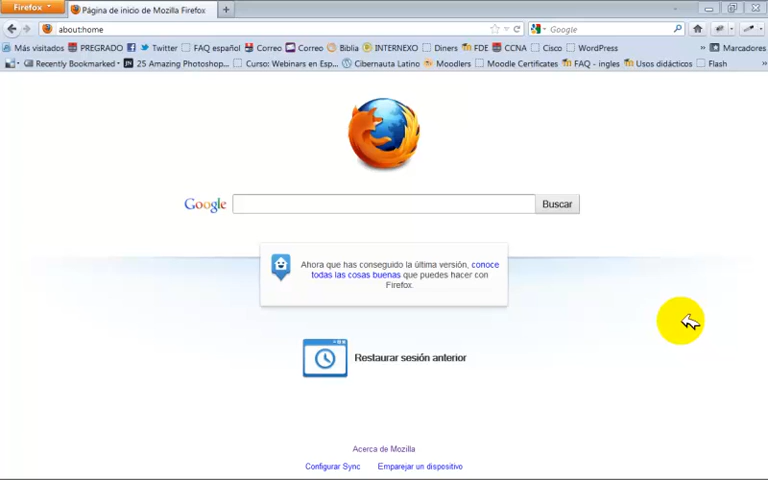 Firefox
Página de inicio de Mozilla Firefox
about:home
Google
Más visitados PREGRADO Twitter FAQ español Correo Correo Biblia INTERNEXO Diners FDE CCNA Cisco WordPress Marcadores
Recently Bookmarked 25 Amazing Photoshop... Curso: Webinars en Esp... Cibernauta Latino Moodlers Moodle Certificates FAQ - ingles Usos didácticos Flash
Google Buscar
Ahora que has conseguido la última versión, conoce
todas las cosas buenas que puedes hacer con
Firefox.
Restaurar sesión anterior
Acerca de Mozilla
Configurar Sync Emparejar un dispositivo